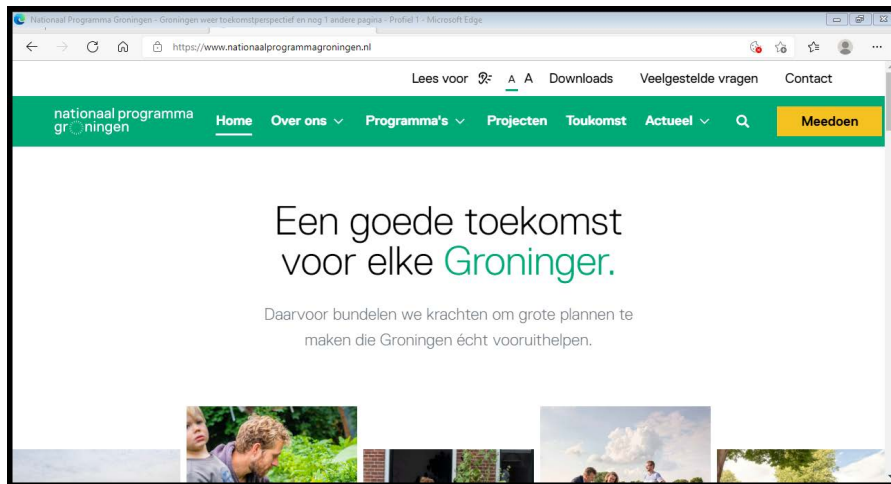 Nationaal Programma Groningen - Groningen weer toekomstperspectief en nog 1 andere pagina - Profiel 1 - Microsoft Edge
https://www.nationaalprogrammagroningen.nl
Lees voor A A Downloads Veelgestelde vragen Contact
nationaal programma
groningen
Home Over ons Programma's Projecten Toukomst Actueel Meedoen
Een goede toekomst
voor elke Groninger.
Daarvoor bundelen we krachten om grote plannen te
maken die Groningen écht vooruithelpen.